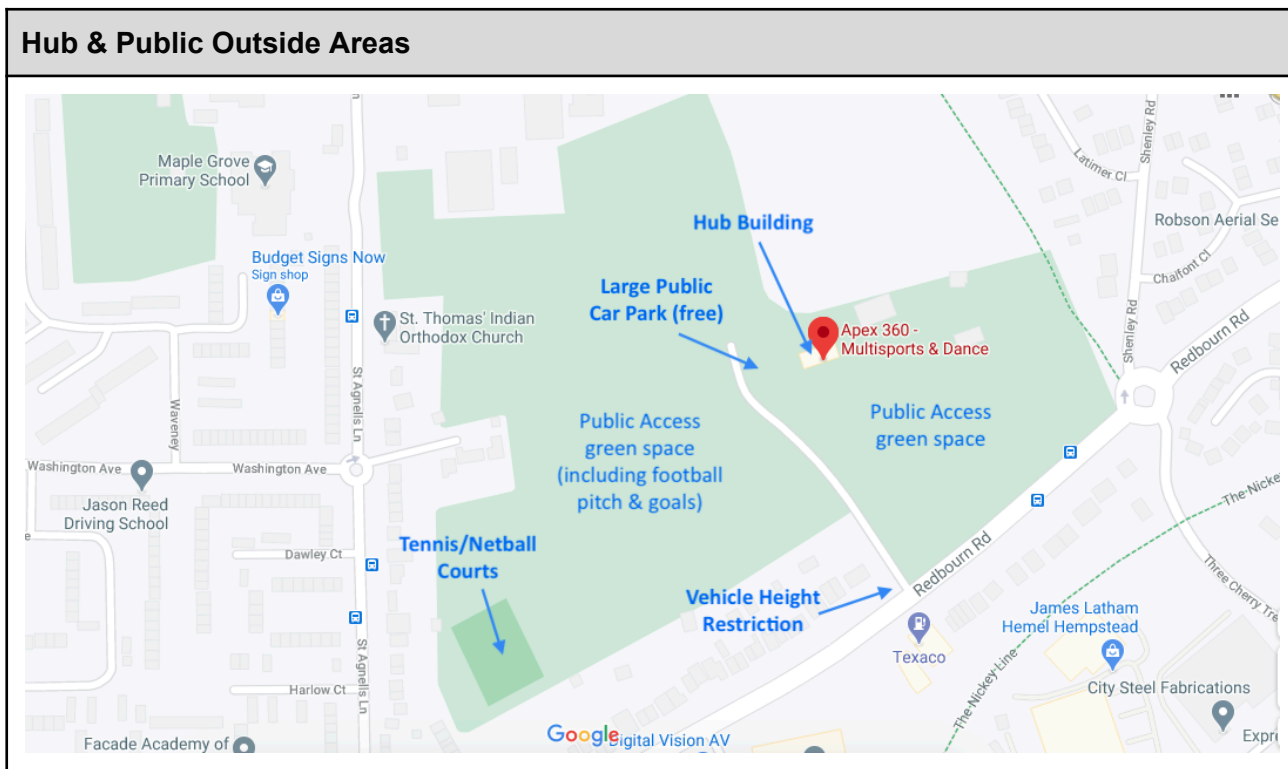 Hub & Public Outside Areas
Maple Grove
Primary School
Budget Signs Now
Sign shop
St. Thomas' Indian
Orthodox Church
Hub Building
Large Public
Car Park (free)
Apex 360 -
Multisports & Dance
Latimer Cl
Shenley Rd
Robson Aerial Se
Chalfont Cl
Shenley Rd
Redbourn Rd
St Agnells Ln
Waveney
Washington Ave
Washington Ave
Public Access
green space
(including football
pitch & goals)
Public Access
green space
Jason Reed
Driving School
Dawley Ct
Tennis/Netball
Courts
Redbourn Rd
The Nickey Line
Three Cherry Tre
Vehicle Height
Restriction
James Latham
Hemel Hempstead
Texaco
St Agnells Ln
Harlow Ct
The-Nickey-Line
City Steel Fabrications
Facade Academy of
Google
Digital Vision AV
Expre